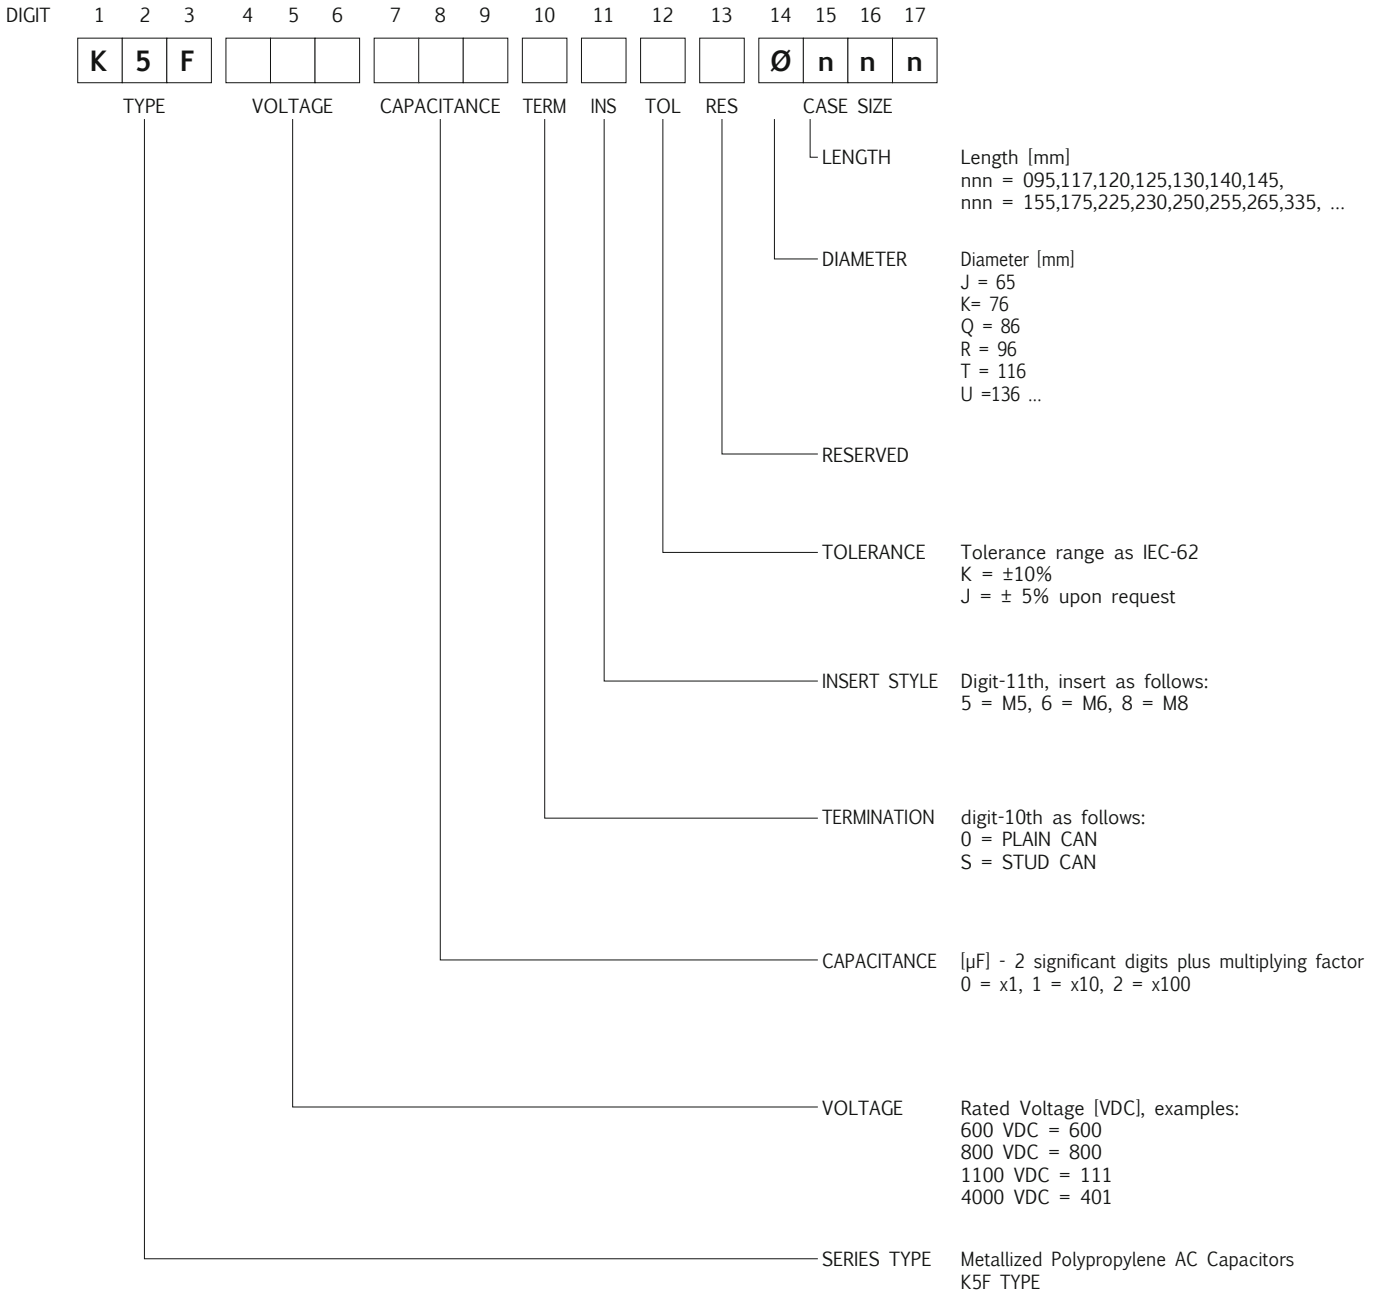 DIGIT 1 2 3 4 5 6 7 8 9 10 11 12 13 14 15 16 17
K 5 F Ø n n n
TYPE VOLTAGE CAPACITANCE TERM INS TOL RES CASE SIZE
LENGTH Length [mm]
nnn = 095,117,120,125,130,140,145,
nnn = 155,175,225,230,250,255,265,335, ...
DIAMETER Diameter [mm]
J = 65
K= 76
Q = 86
R = 96
T = 116
U =136 ...
RESERVED
TOLERANCE Tolerance range as IEC-62
K = ±10%
J = ± 5% upon request
INSERT STYLE Digit-11th, insert as follows:
5 = M5, 6 = M6, 8 = M8
TERMINATION digit-10th as follows:
0 = PLAIN CAN
S = STUD CAN
CAPACITANCE [µF] - 2 significant digits plus multiplying factor
0 = x1, 1 = x10, 2 = x100
VOLTAGE Rated Voltage [VDC], examples:
600 VDC = 600
800 VDC = 800
1100 VDC = 111
4000 VDC = 401
SERIES TYPE Metallized Polypropylene AC Capacitors
K5F TYPE